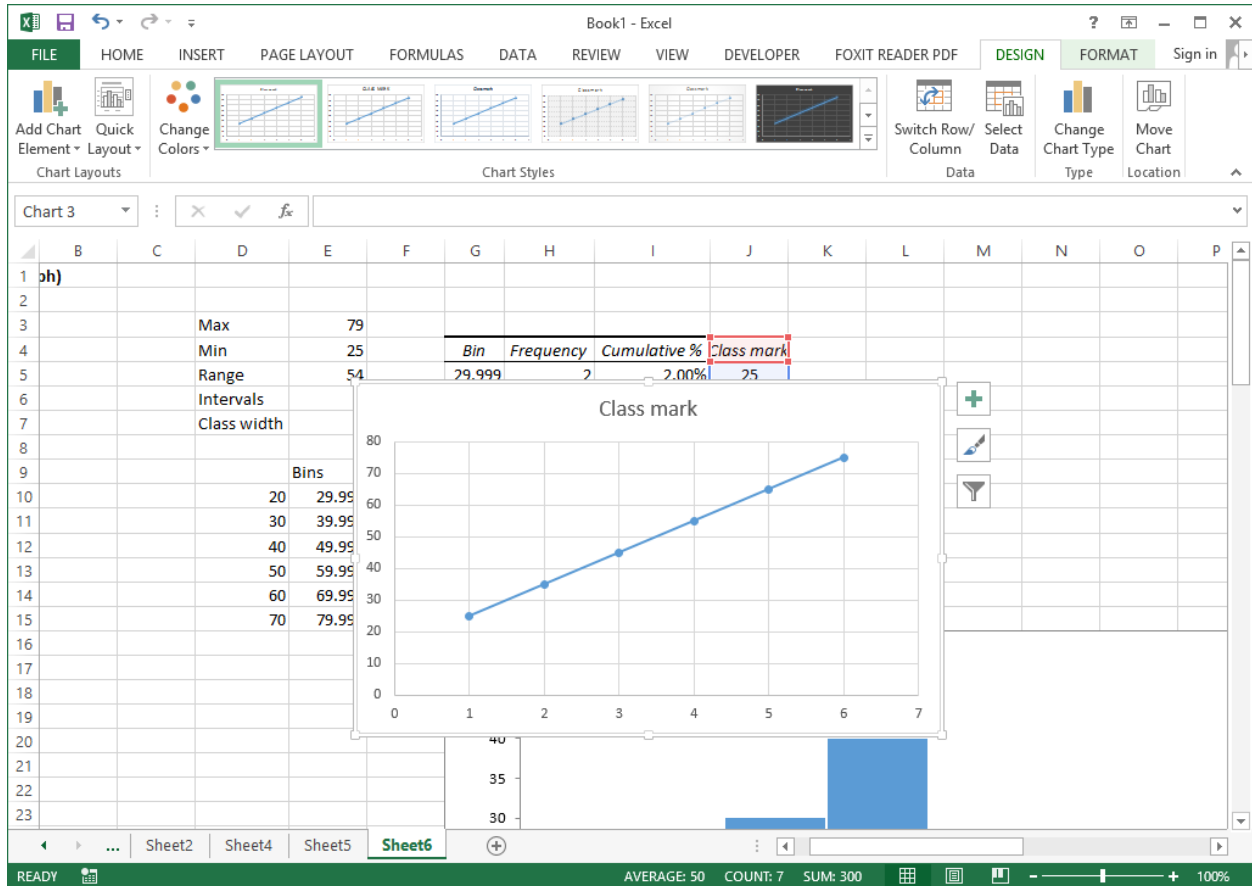 Book1 - Excel
FILE HOME INSERT PAGE LAYOUT FORMULAS DATA REVIEW VIEW DEVELOPER FOXIT READER PDF DESIGN FORMAT Sign in
Add Chart Element Quick Layout Change Colors Switch Row/ Column Select Data Change Chart Type Move Chart
Chart Layouts Chart Styles Data Type Location
Chart 3 fx
B C D E F G H I J K L M N O P
1 ph)
2
3 Max 79
4 Min 25 Bin Frequency Cumulative % Class mark
5 Range 54 29.999 2 2.00% 25
6 Intervals
7 Class width
8
9 Bins
10 20 29.99
11 30 39.99
12 40 49.99
13 50 59.99
14 60 69.99
15 70 79.99
16
17
18
19
20
21
22
23
Class mark
80
70
60
50
40
30
20
10
0
0 1 2 3 4 5 6 7
40
35
30
... Sheet2 Sheet4 Sheet5 Sheet6
READY AVERAGE: 50 COUNT: 7 SUM: 300 100%